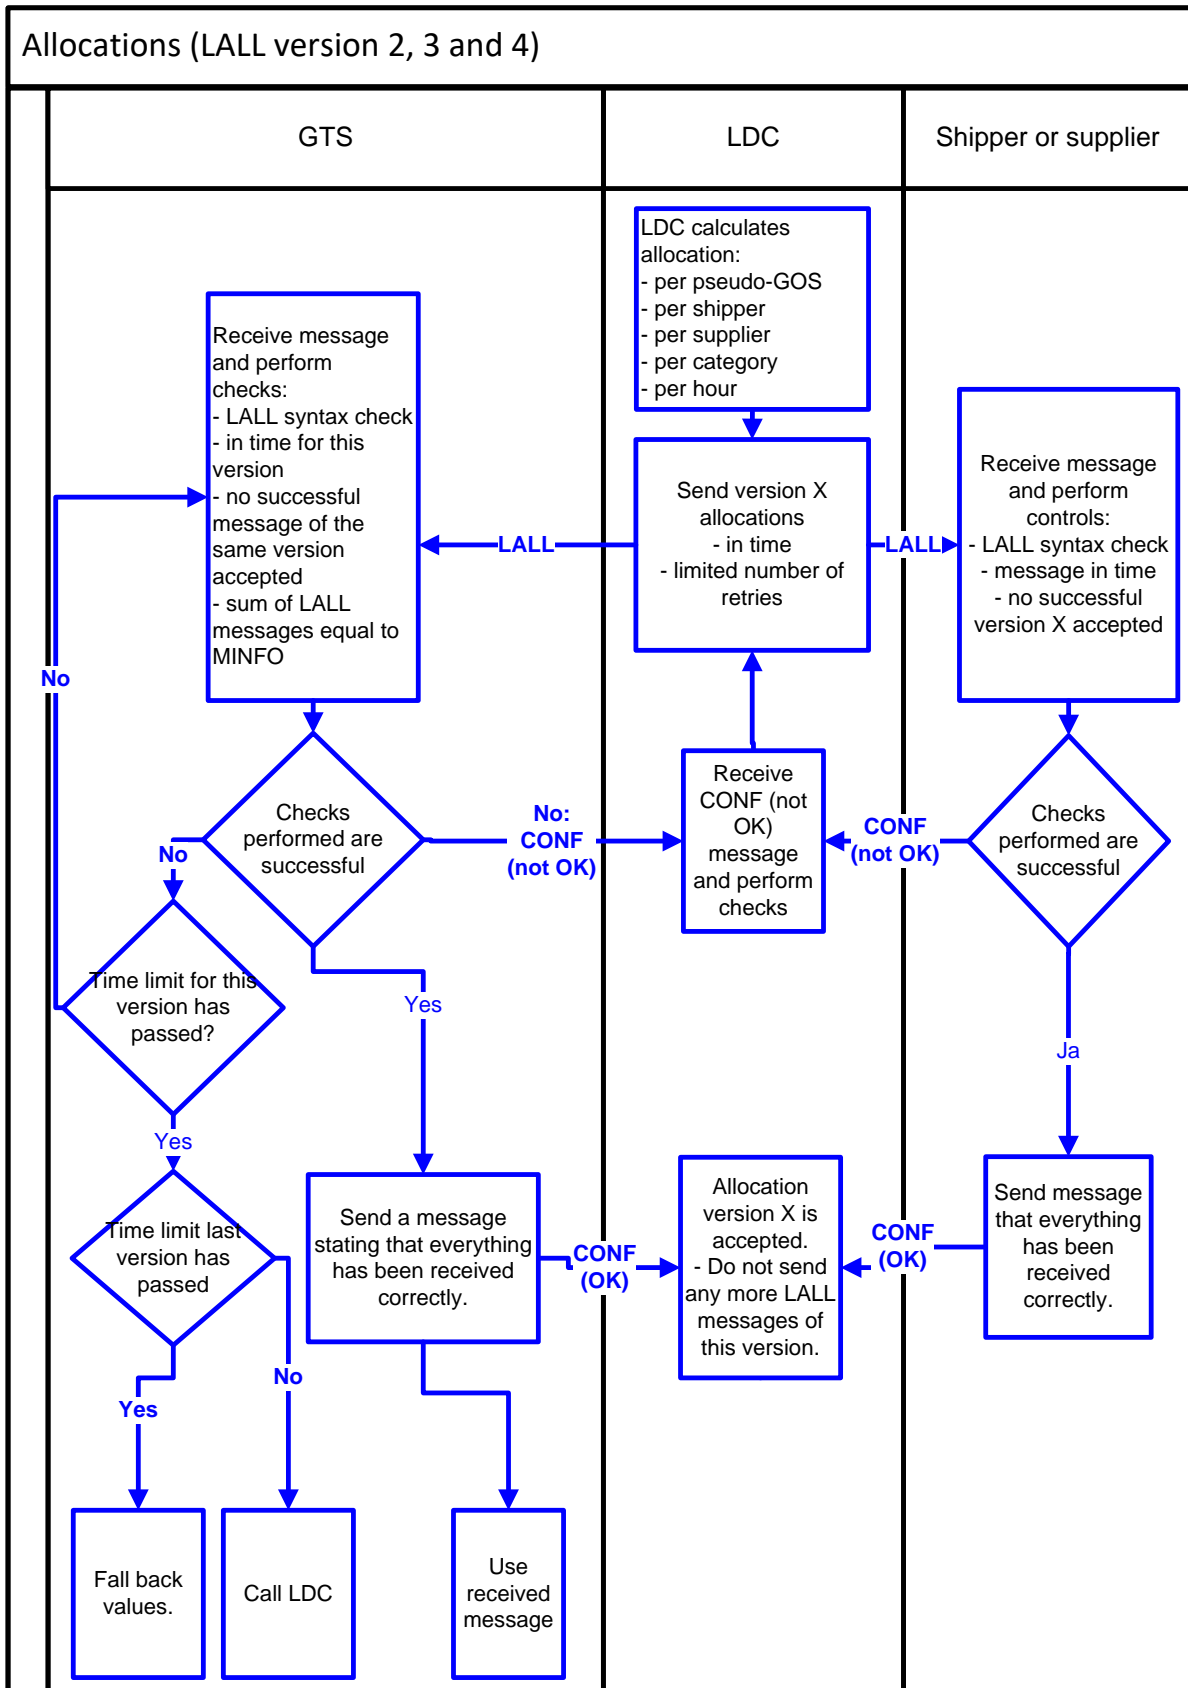 Allocations (LALL version 2, 3 and 4)
GTS
LDC
Shipper or supplier
LDC calculates
allocation:
- per pseudo-GOS
- per shipper
- per supplier
- per category
- per hour
Receive message
and perform
checks:
- LALL syntax check
- in time for this
version
- no successful
message of the
same version
accepted
- sum of LALL
messages equal to
MINFO
LALL
Send version X
allocations
- in time
- limited number of
retries
LALL
Receive message
and perform
controls:
- LALL syntax check
- message in time
- no successful
version X accepted
No
Checks
performed are
successful
No:
CONF
(not OK)
Receive
CONF (not
OK)
message
and perform
checks
CONF
(not OK)
Checks
performed are
successful
No
Time limit for this
version has
passed?
Yes
Ja
Yes
Time limit last
version has
passed
Send a message
stating that everything
has been received
correctly.
CONF
(OK)
Allocation
version X is
accepted.
- Do not send
any more LALL
messages of
this version.
CONF
(OK)
Send message
that everything
has been
received
correctly.
No
Yes
Fall back
values.
Call LDC
Use
received
message